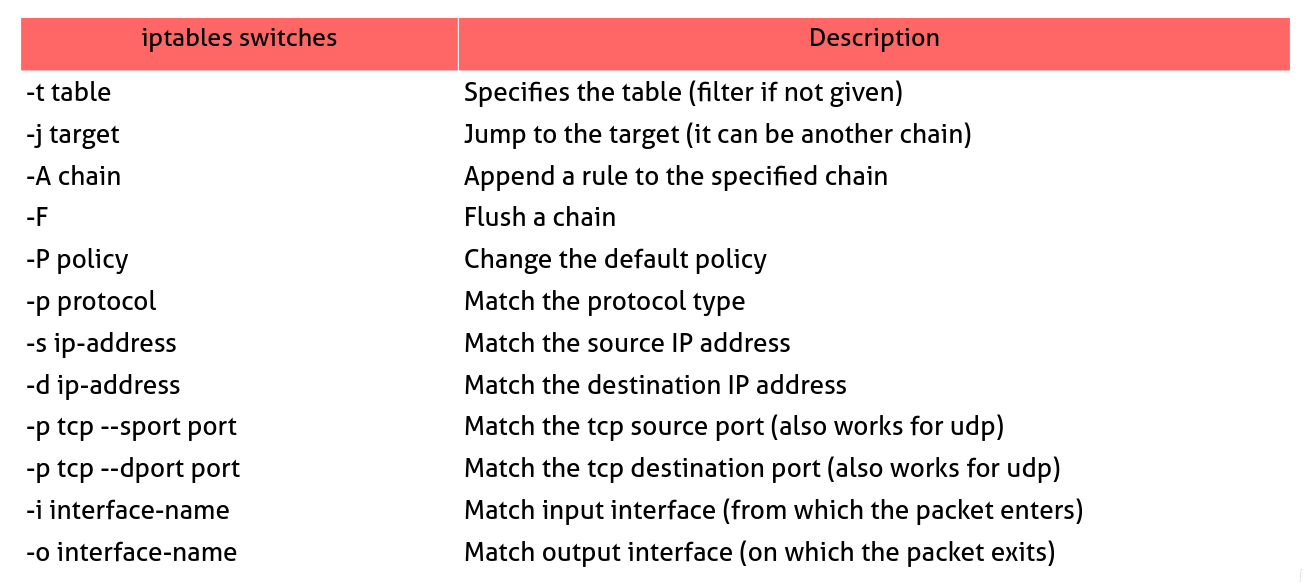 iptables switches Description
-t table Specifies the table (filter if not given)
-j target Jump to the target (it can be another chain)
-A chain Append a rule to the specified chain
-F Flush a chain
-P policy Change the default policy
-p protocol Match the protocol type
-s ip-address Match the source IP address
-d ip-address Match the destination IP address
-p tcp --sport port Match the tcp source port (also works for udp)
-p tcp --dport port Match the tcp destination port (also works for udp)
-i interface-name Match input interface (from which the packet enters)
-o interface-name Match output interface (on which the packet exits)